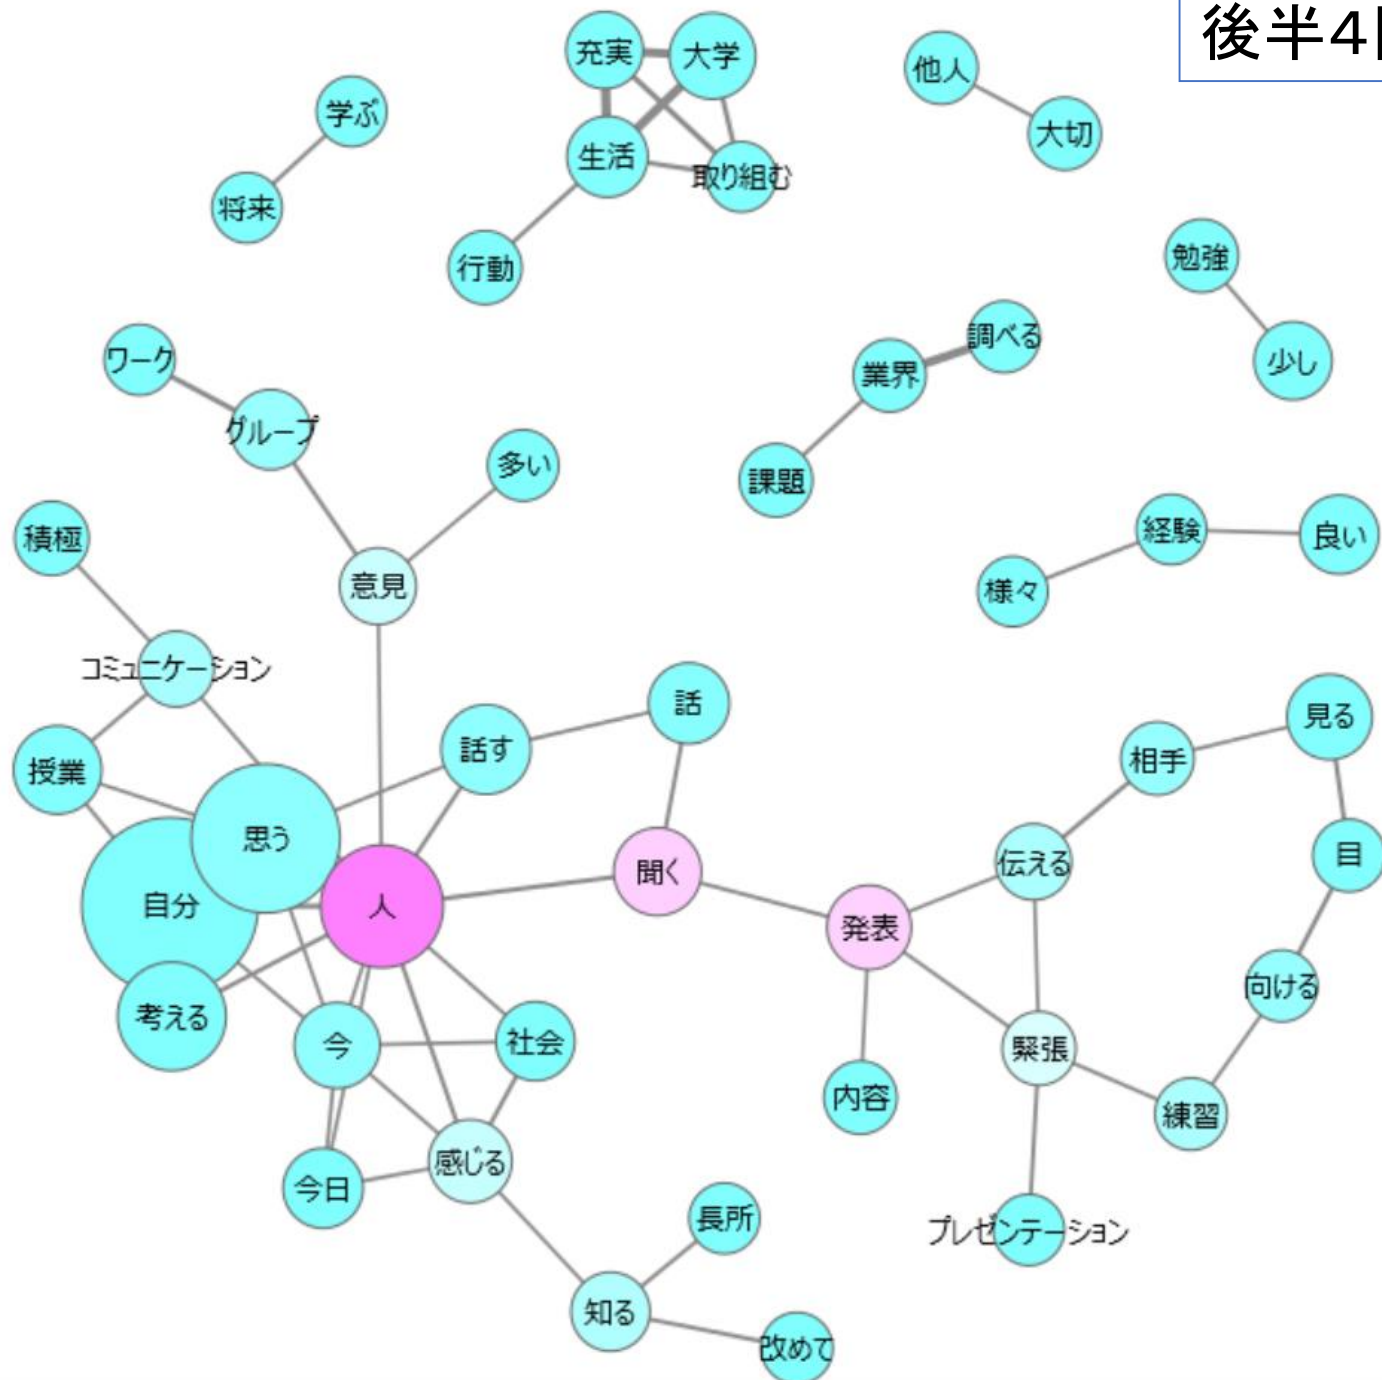 後半4
充実
大学
他人
学ぶ
大切
生活
取り組む
将来
勉強
行動
調べる
ワーク
業界
少し
グループ
多い
課題
積極
経験
良い
意見
様々
コミュニケーション
話
見る
話す
相手
授業
思う
目
伝える
聞く
自分
人
発表
向ける
考える
今
社会
緊張
内容
練習
感じる
今日
長所
プレゼンテーション
知る
改めて